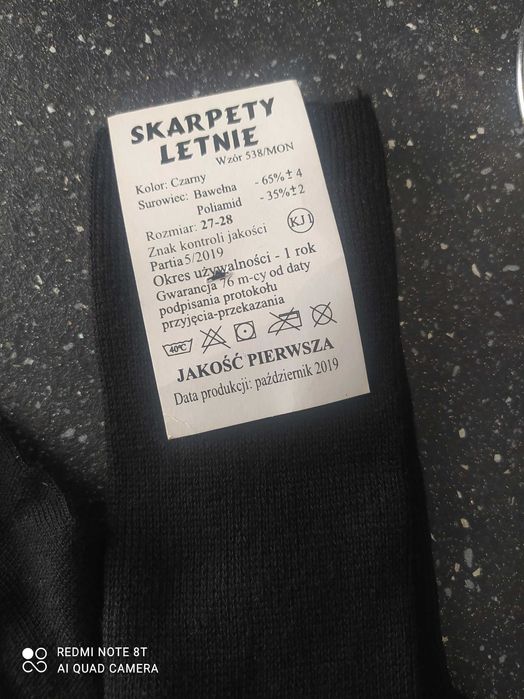 SKARPETY
LETNIE
Wzór 538/MON
Kolor: Czarny
Surowiec: Bawełna - 65%± 4
Poliamid - 35%± 2
Rozmiar: 27-28
Znak kontroli jakości KJ1
Partia 5/2019
Okres używalności - 1 rok
Gwarancja 76 m-cy od daty
podpisania protokołu
przyjęcia-przekazania
40°C
JAKOŚĆ PIERWSZA
Data produkcji: październik 2019
REDMI NOTE 8T
AI QUAD CAMERA